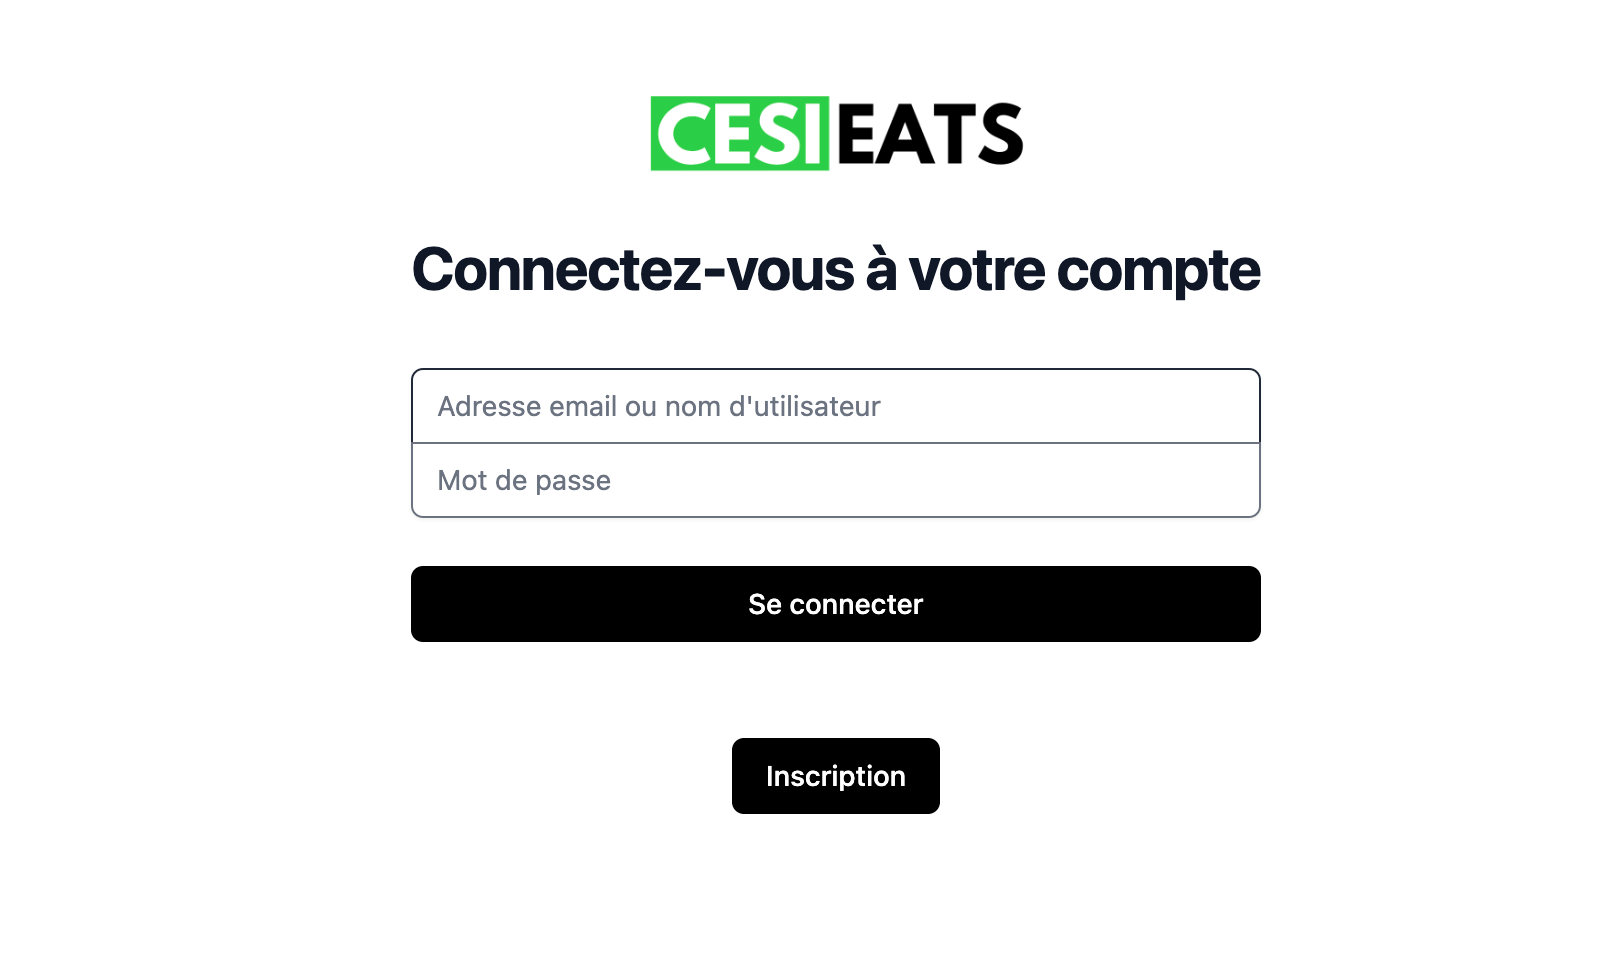 CESI EATS
Connectez-vous à votre compte
Adresse email ou nom d'utilisateur
Mot de passe
Se connecter
Inscription